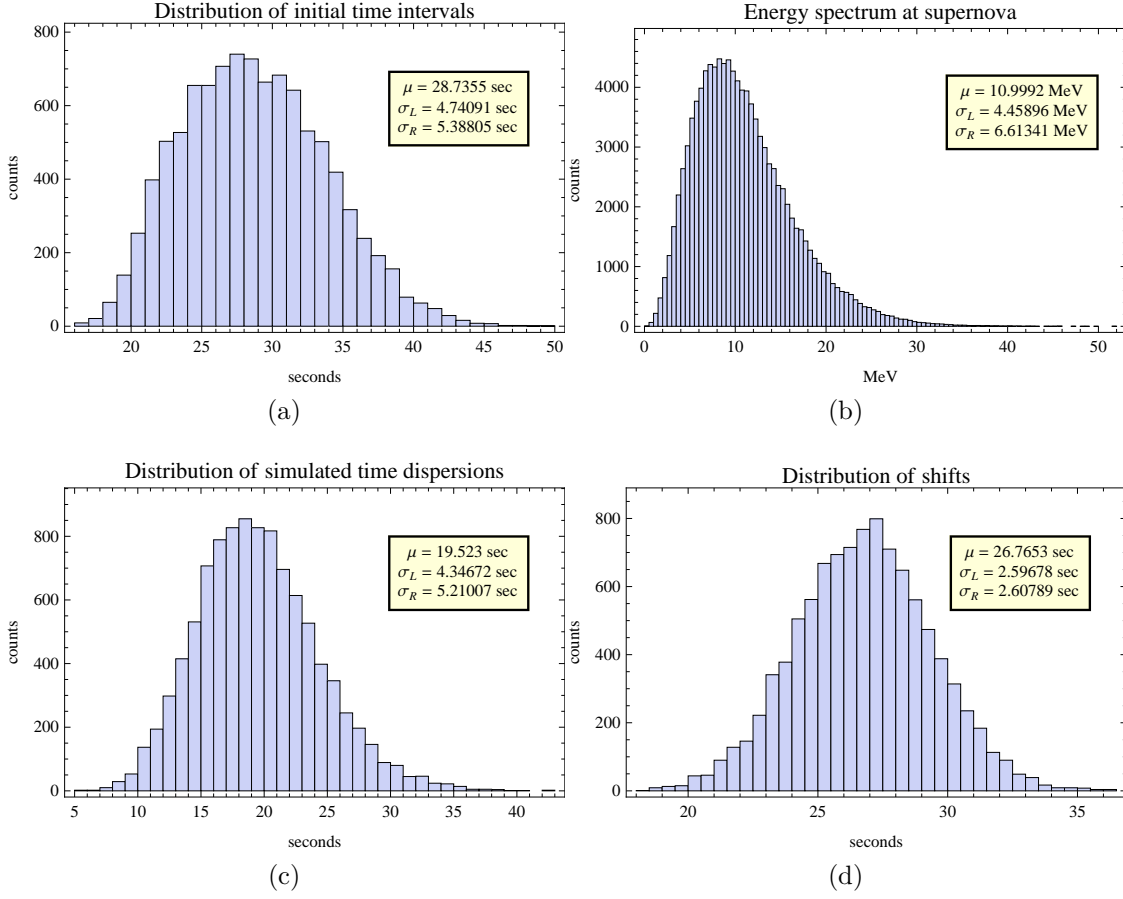 Distribution of initial time intervals
800
600
400
200
0
counts
20 25 30 35 40 45 50
seconds
μ = 28.7355 sec
σL = 4.74091 sec
σR = 5.38805 sec
(a)
Energy spectrum at supernova
4000
3000
2000
1000
0
counts
0 10 20 30 40 50
MeV
μ = 10.9992 MeV
σL = 4.45896 MeV
σR = 6.61341 MeV
(b)
Distribution of simulated time dispersions
800
600
400
200
0
counts
5 10 15 20 25 30 35 40
seconds
μ = 19.523 sec
σL = 4.34672 sec
σR = 5.21007 sec
(c)
Distribution of shifts
800
600
400
200
0
counts
20 25 30 35
seconds
μ = 26.7653 sec
σL = 2.59678 sec
σR = 2.60789 sec
(d)